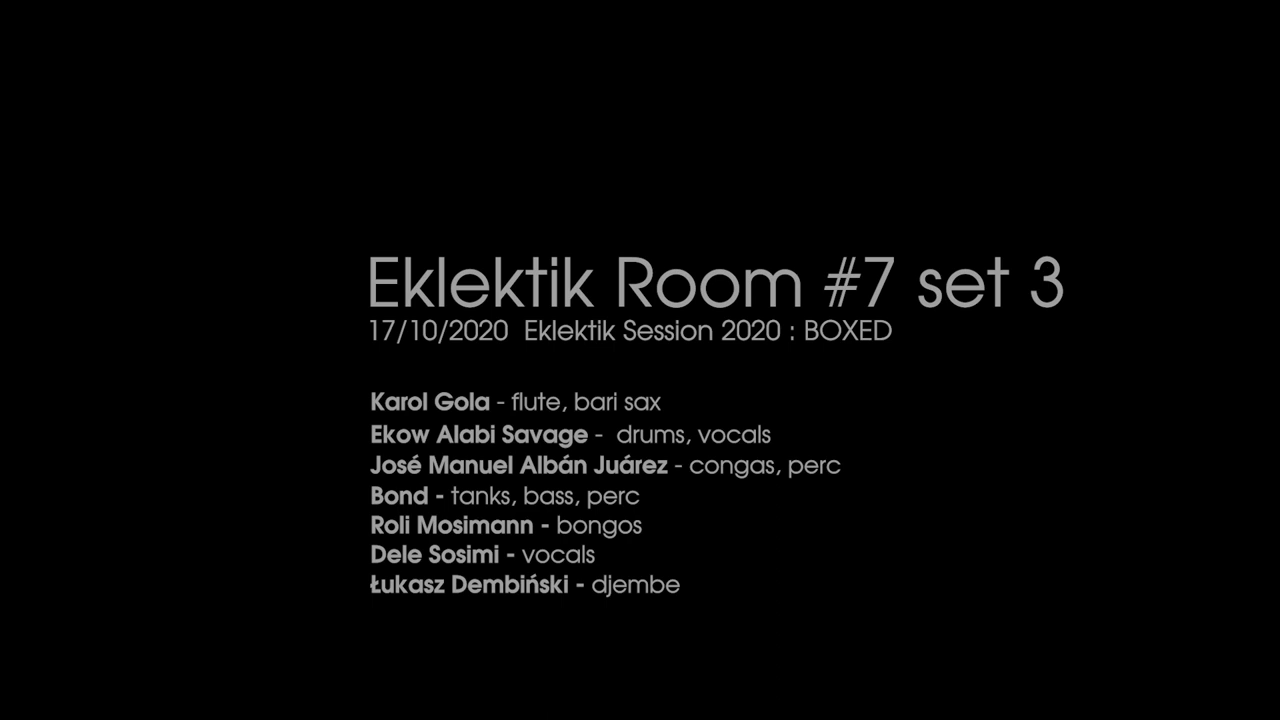 Eklektik Room #7 set 3
17/10/2020  Eklektik Session 2020 : BOXED
Karol Gola - flute, bari sax
Ekow Alabi Savage -  drums, vocals
José Manuel Albán Juárez - congas, perc
Bond - tanks, bass, perc
Roli Mosimann - bongos
Dele Sosimi - vocals
Łukasz Dembiński - djembe